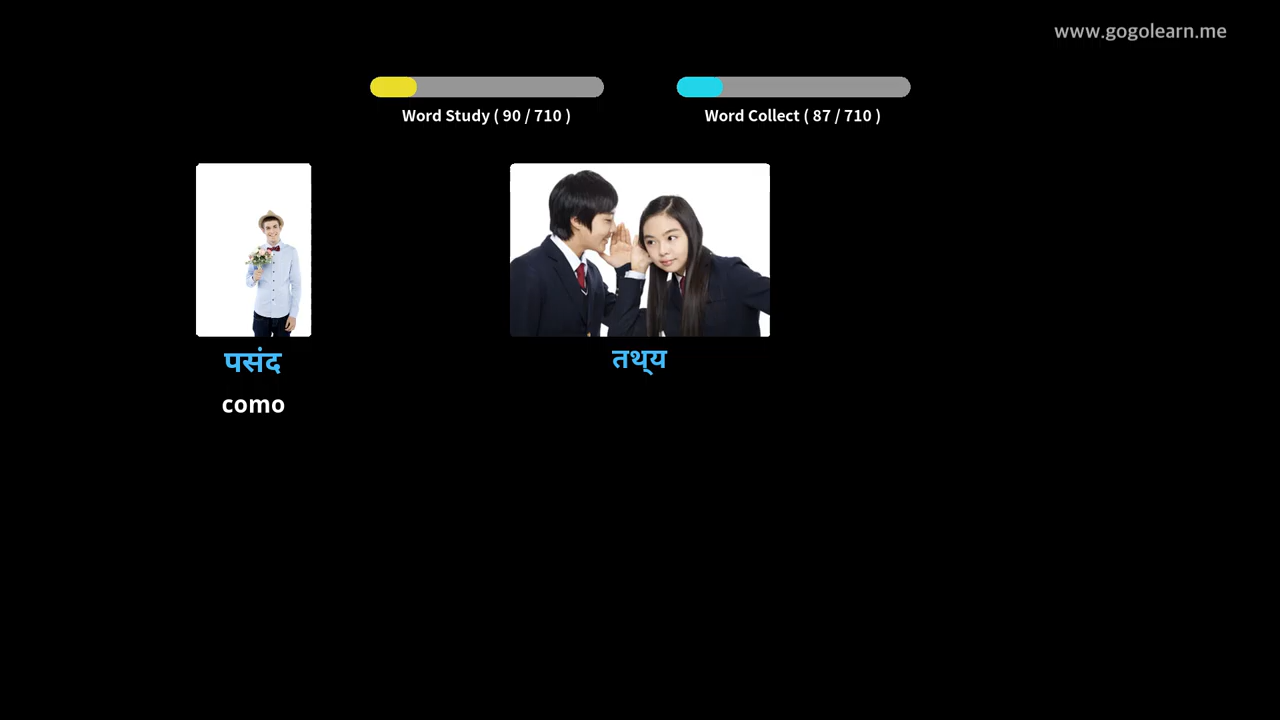 www.gogolearn.me
Word Study ( 90 / 710 )
Word Collect ( 87 / 710 )
पसंद
तथ्य
como